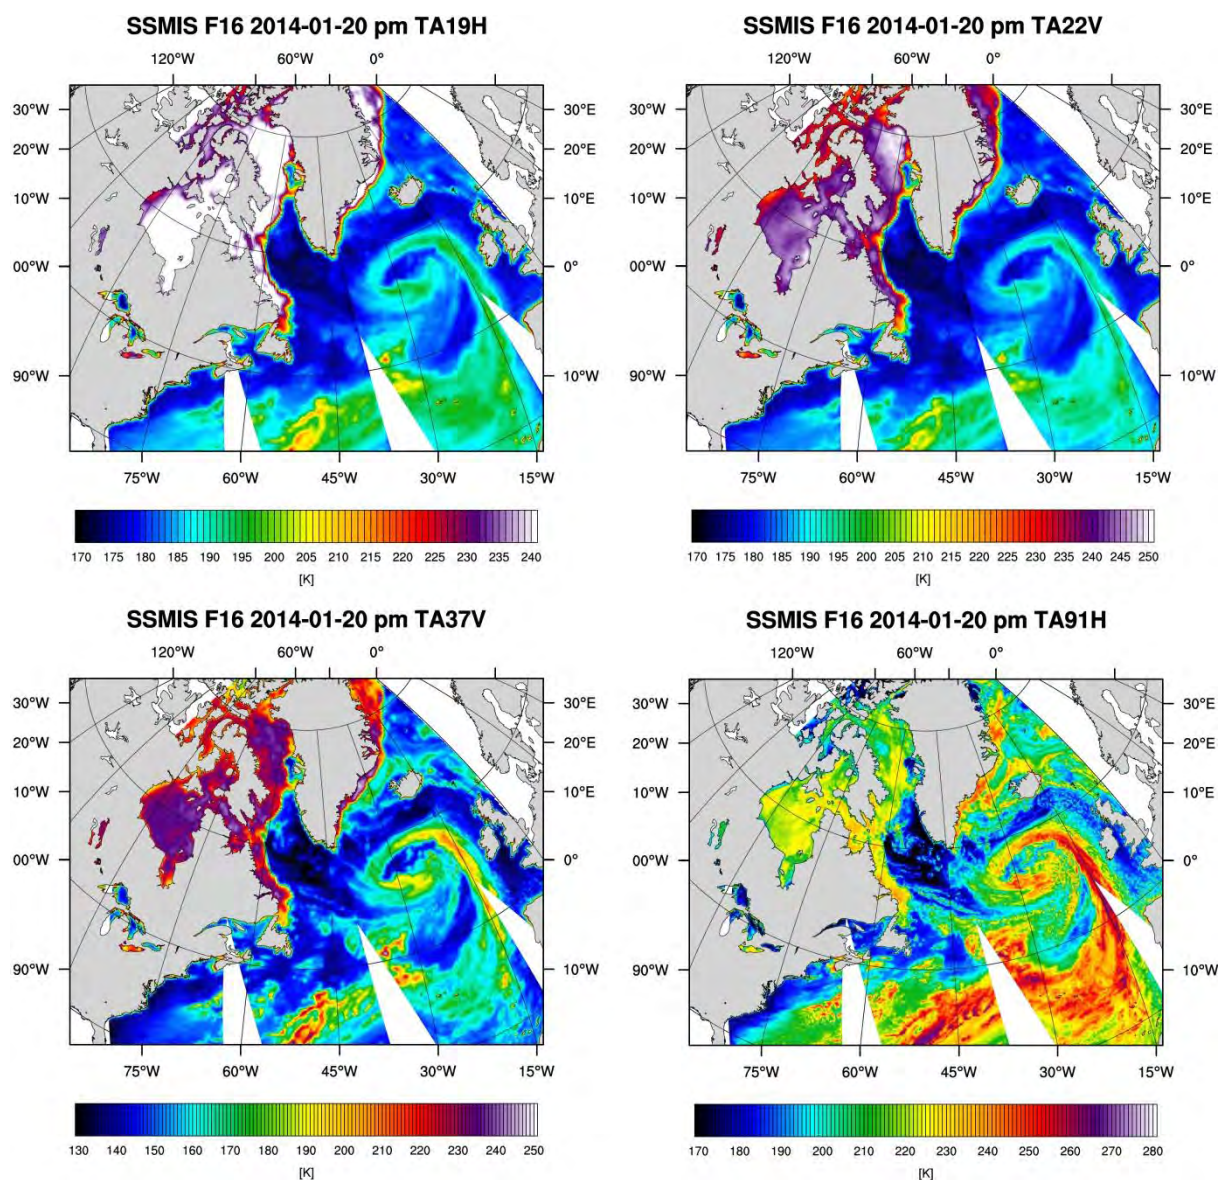 SSMIS F16 2014-01-20 pm TA19H
120°W 60°W 0°
30°W 30°E
20°W 20°E
10°W 10°E
00°W 0°
90°W 10°W
75°W 60°W 45°W 30°W 15°W
170 175 180 185 190 195 200 205 210 215 220 225 230 235 240
[K]
SSMIS F16 2014-01-20 pm TA22V
120°W 60°W 0°
30°W 30°E
20°W 20°E
10°W 10°E
00°W 0°
90°W 10°W
75°W 60°W 45°W 30°W 15°W
170 175 180 185 190 195 200 205 210 215 220 225 230 235 240 245 250
[K]
SSMIS F16 2014-01-20 pm TA37V
120°W 60°W 0°
30°W 30°E
20°W 20°E
10°W 10°E
00°W 0°
90°W 10°W
75°W 60°W 45°W 30°W 15°W
130 140 150 160 170 180 190 200 210 220 230 240 250
[K]
SSMIS F16 2014-01-20 pm TA91H
120°W 60°W 0°
30°W 30°E
20°W 20°E
10°W 10°E
00°W 0°
90°W 10°W
75°W 60°W 45°W 30°W 15°W
170 180 190 200 210 220 230 240 250 260 270 280
[K]